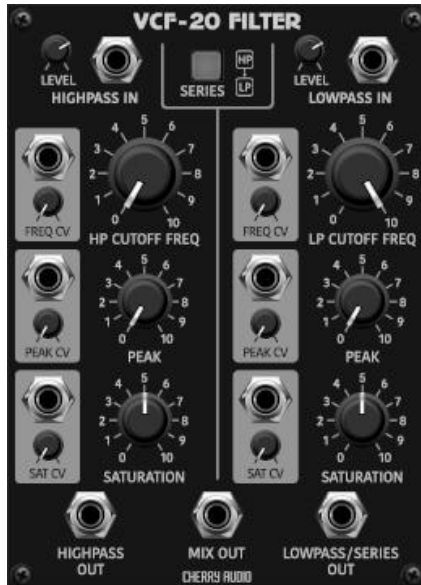 VCF-20 FILTER
LEVEL
HIGHPASS IN
SERIES
HP
LP
LEVEL
LOWPASS IN
0 1 2 3 4 5 6 7 8 9 10
FREQ CV
HP CUTOFF FREQ
0 1 2 3 4 5 6 7 8 9 10
FREQ CV
LP CUTOFF FREQ
0 1 2 3 4 5 6 7 8 9 10
PEAK CV
PEAK
0 1 2 3 4 5 6 7 8 9 10
PEAK CV
PEAK
0 1 2 3 4 5 6 7 8 9 10
SAT CV
SATURATION
0 1 2 3 4 5 6 7 8 9 10
SAT CV
SATURATION
HIGHPASS
OUT
MIX OUT
LOWPASS/SERIES
OUT
CHERRY AUDIO